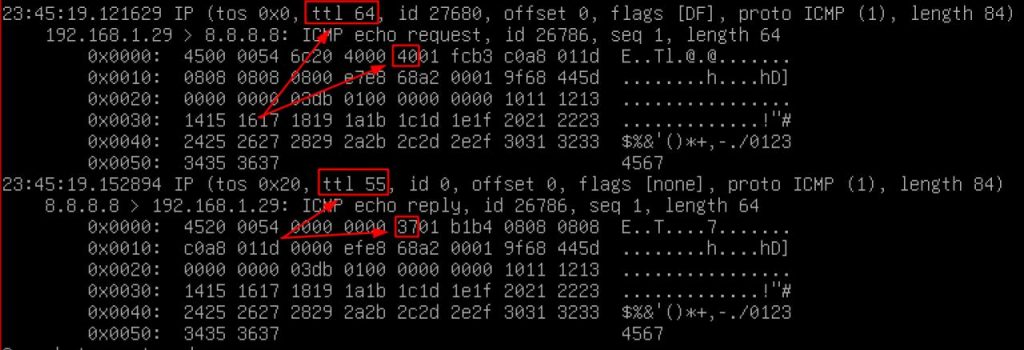 23:45:19.121629 IP (tos 0x0, ttl 64, id 27680, offset 0, flags [DF], proto ICMP (1), length 84)
192.168.1.29 > 8.8.8.8: ICMP echo request, id 26786, seq 1, length 64
0x0000: 4500 0054 6c20 4000 4001 fcb3 c0a8 011d E..Tl.@.@.......
0x0010: 0808 0808 0800 efe8 68a2 0001 9f68 445d ........h....hD]
0x0020: 0000 0000 03db 0100 0000 0000 1011 1213 ................
0x0030: 1415 1617 1819 1a1b 1c1d 1e1f 2021 2223 .............!"#
0x0040: 2425 2627 2829 2a2b 2c2d 2e2f 3031 3233 $%&'()*+,-./0123
0x0050: 3435 3637 4567
23:45:19.152894 IP (tos 0x20, ttl 55, id 0, offset 0, flags [none], proto ICMP (1), length 84)
8.8.8.8 > 192.168.1.29: ICMP echo reply, id 26786, seq 1, length 64
0x0000: 4520 0054 0000 0000 3701 b1b4 0808 0808 E..T....7.......
0x0010: c0a8 011d 0000 efe8 68a2 0001 9f68 445d ........h....hD]
0x0020: 0000 0000 03db 0100 0000 0000 1011 1213 ................
0x0030: 1415 1617 1819 1a1b 1c1d 1e1f 2021 2223 .............!"#
0x0040: 2425 2627 2829 2a2b 2c2d 2e2f 3031 3233 $%&'()*+,-./0123
0x0050: 3435 3637 4567